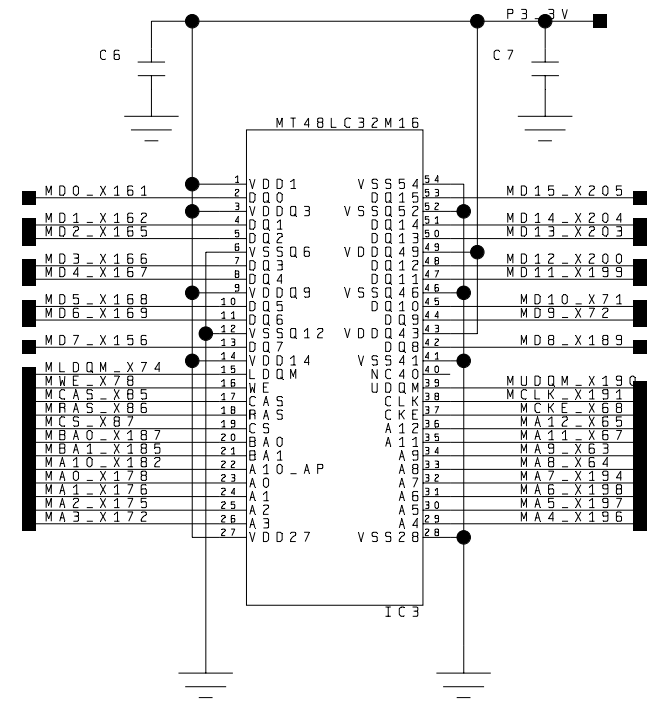 P3_3V
C6
C7
MT48LC32M16
1 VDD1 VSS54 54
MD0_X161 2 DQ0 DQ15 53 MD15_X205
3 VDDQ3 VSSQ52 52
MD1_X162 4 DQ1 DQ14 51 MD14_X204
MD2_X165 5 DQ2 DQ13 50 MD13_X203
6 VSSQ6 VDDQ49 49
MD3_X166 7 DQ3 DQ12 48 MD12_X200
MD4_X167 8 DQ4 DQ11 47 MD11_X199
9 VDDQ9 VSSQ46 46
MD5_X168 10 DQ5 DQ10 45 MD10_X71
MD6_X169 11 DQ6 DQ9 44 MD9_X72
12 VSSQ12 VDDQ43 43
MD7_X156 13 DQ7 DQ8 42 MD8_X189
14 VDD14 VSS41 41
MLDQM_X74 15 LDQM NC40 40
MWE_X78 16 WE UDQM 39 MUDQM_X190
MCAS_X85 17 CAS CLK 38 MCLK_X191
MRAS_X86 18 RAS CKE 37 MCKE_X68
MCS_X87 19 CS A12 36 MA12_X65
MBA0_X187 20 BA0 A11 35 MA11_X67
MBA1_X185 21 BA1 A9 34 MA9_X63
MA10_X182 22 A10_AP A8 33 MA8_X64
MA0_X178 23 A0 A7 32 MA7_X194
MA1_X176 24 A1 A6 31 MA6_X198
MA2_X175 25 A2 A5 30 MA5_X197
MA3_X172 26 A3 A4 29 MA4_X196
27 VDD27 VSS28 28
IC3